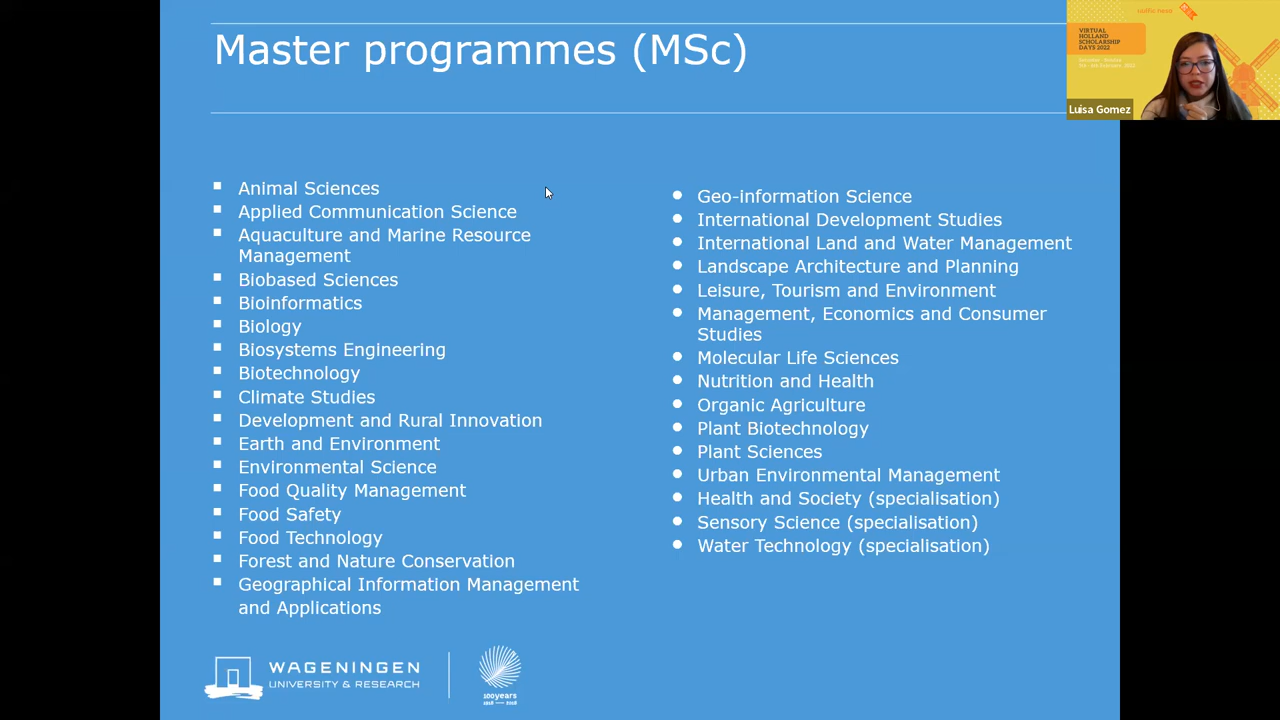 Master programmes (MSc)
Animal Sciences
Applied Communication Science
Aquaculture and Marine Resource
Management
Biobased Sciences
Bioinformatics
Biology
Biosystems Engineering
Biotechnology
Climate Studies
Development and Rural Innovation
Earth and Environment
Environmental Science
Food Quality Management
Food Safety
Food Technology
Forest and Nature Conservation
Geographical Information Management
and Applications
Geo-information Science
International Development Studies
International Land and Water Management
Landscape Architecture and Planning
Leisure, Tourism and Environment
Management, Economics and Consumer
Studies
Molecular Life Sciences
Nutrition and Health
Organic Agriculture
Plant Biotechnology
Plant Sciences
Urban Environmental Management
Health and Society (specialisation)
Sensory Science (specialisation)
Water Technology (specialisation)
WAGENINGEN
UNIVERSITY & RESEARCH
100years
1918 — 2018
VIRTUAL
HOLLAND
SCHOLARSHIP
DAYS 2022
Luisa Gomez